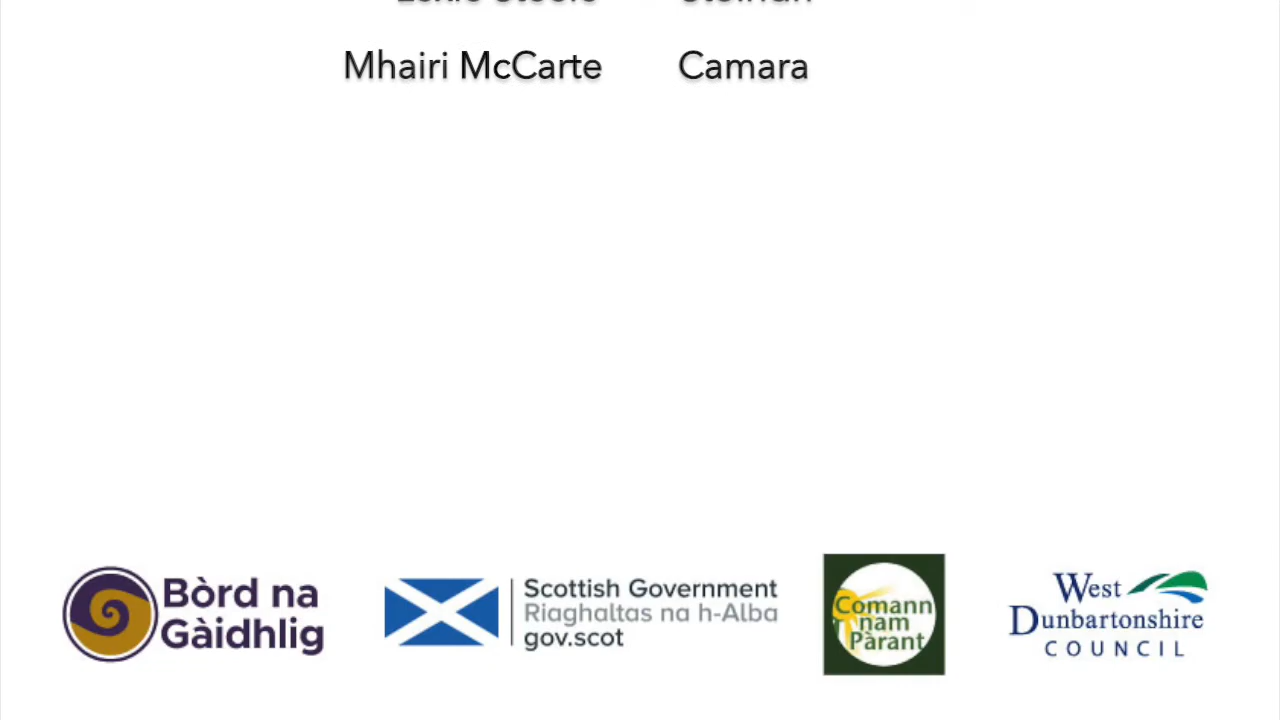 Mhairi McCarte Camara
Bòrd na
Gàidhlig
Scottish Government
Riaghaltas na h-Alba
gov.scot
Comann
nam
Pàrant
West
Dunbartonshire
COUNCIL